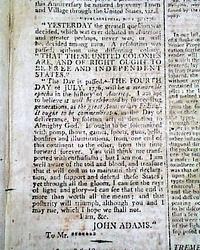 this Anniversary be noticed by every Town
and Village through the United States, 1791.
"YESTERDAY the greatest question was
decided, which was ever debated in America:
and greater perhaps, never was, or will
be, decided among men. A resolution was
passed, without one dissenting colony,
THAT THESE UNITED COLONIES
ARE, AND OF RIGHT OUGHT TO
BE, FREE AND INDEPENDENT
STATES."
"The Day is passed. THE FOURTH
DAY of JULY, 1776, will be a memorable
epocha in the history of America. I am apt
to believe it will be celebrated by succeeding
generations, as the great anniversary Festival.
It ought to be commemorated, as the Day of
deliverance, by solemn acts of devotion to
Almighty God. It ought to be solemnized
with pomp, shows, games, sports, guns, bells,
bonfires and illuminations, from one end of
the continent to the other, from this time
forward forever. You will think me trans-
ported with enthusiasm; but I am not. I am
well aware of the toil and blood, and treasure
that it will cost us to maintain this declara-
tion, and support and defend these States;
yet through all the gloom, I can see the rays
of light and glory—I can see that the end is
more than worth all the means; and that
posterity will triumph, although you and I
may rue, which I hope we shall not.
I am, &c.
JOHN ADAMS."
To Mr.